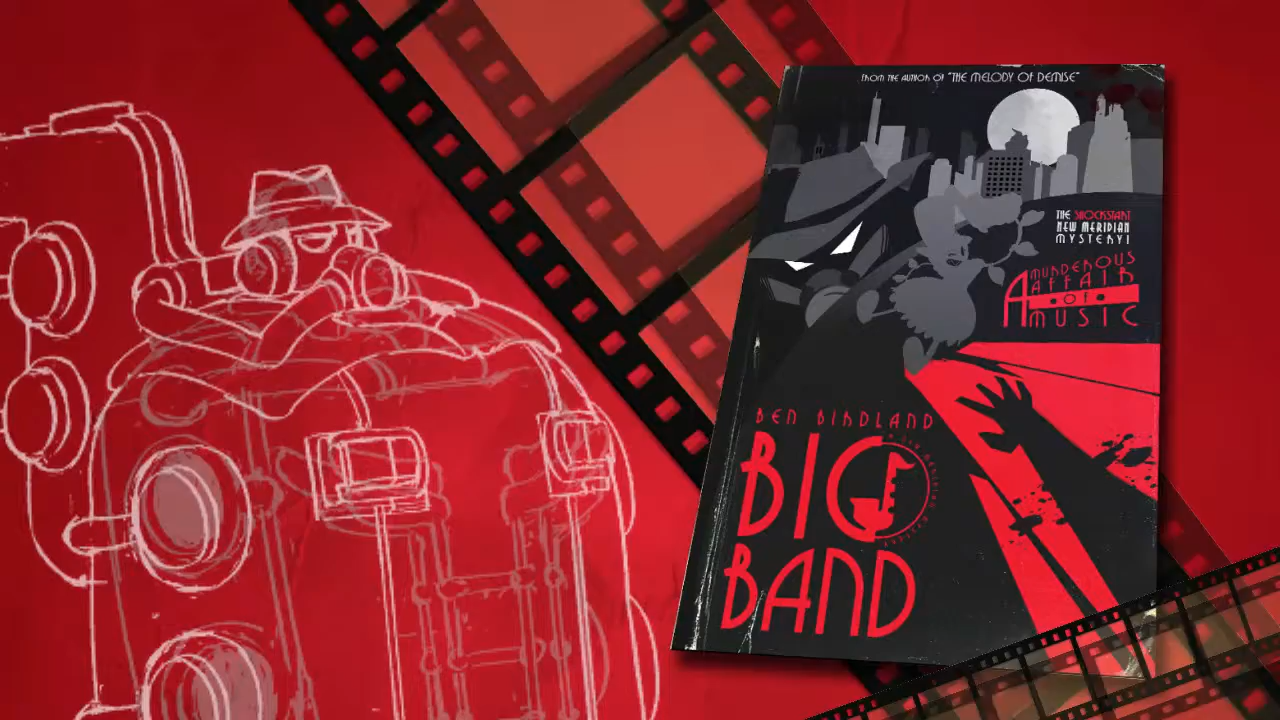 FROM THE AUTHOR OF "THE MELODY OF DEMISE"
THE SHOCKSTART
NEW MERIDIAN
MYSTERY!
A MURDEROUS
AFFAIR
OF
MUSIC
BEN BIRDLAND
BIG
BAND